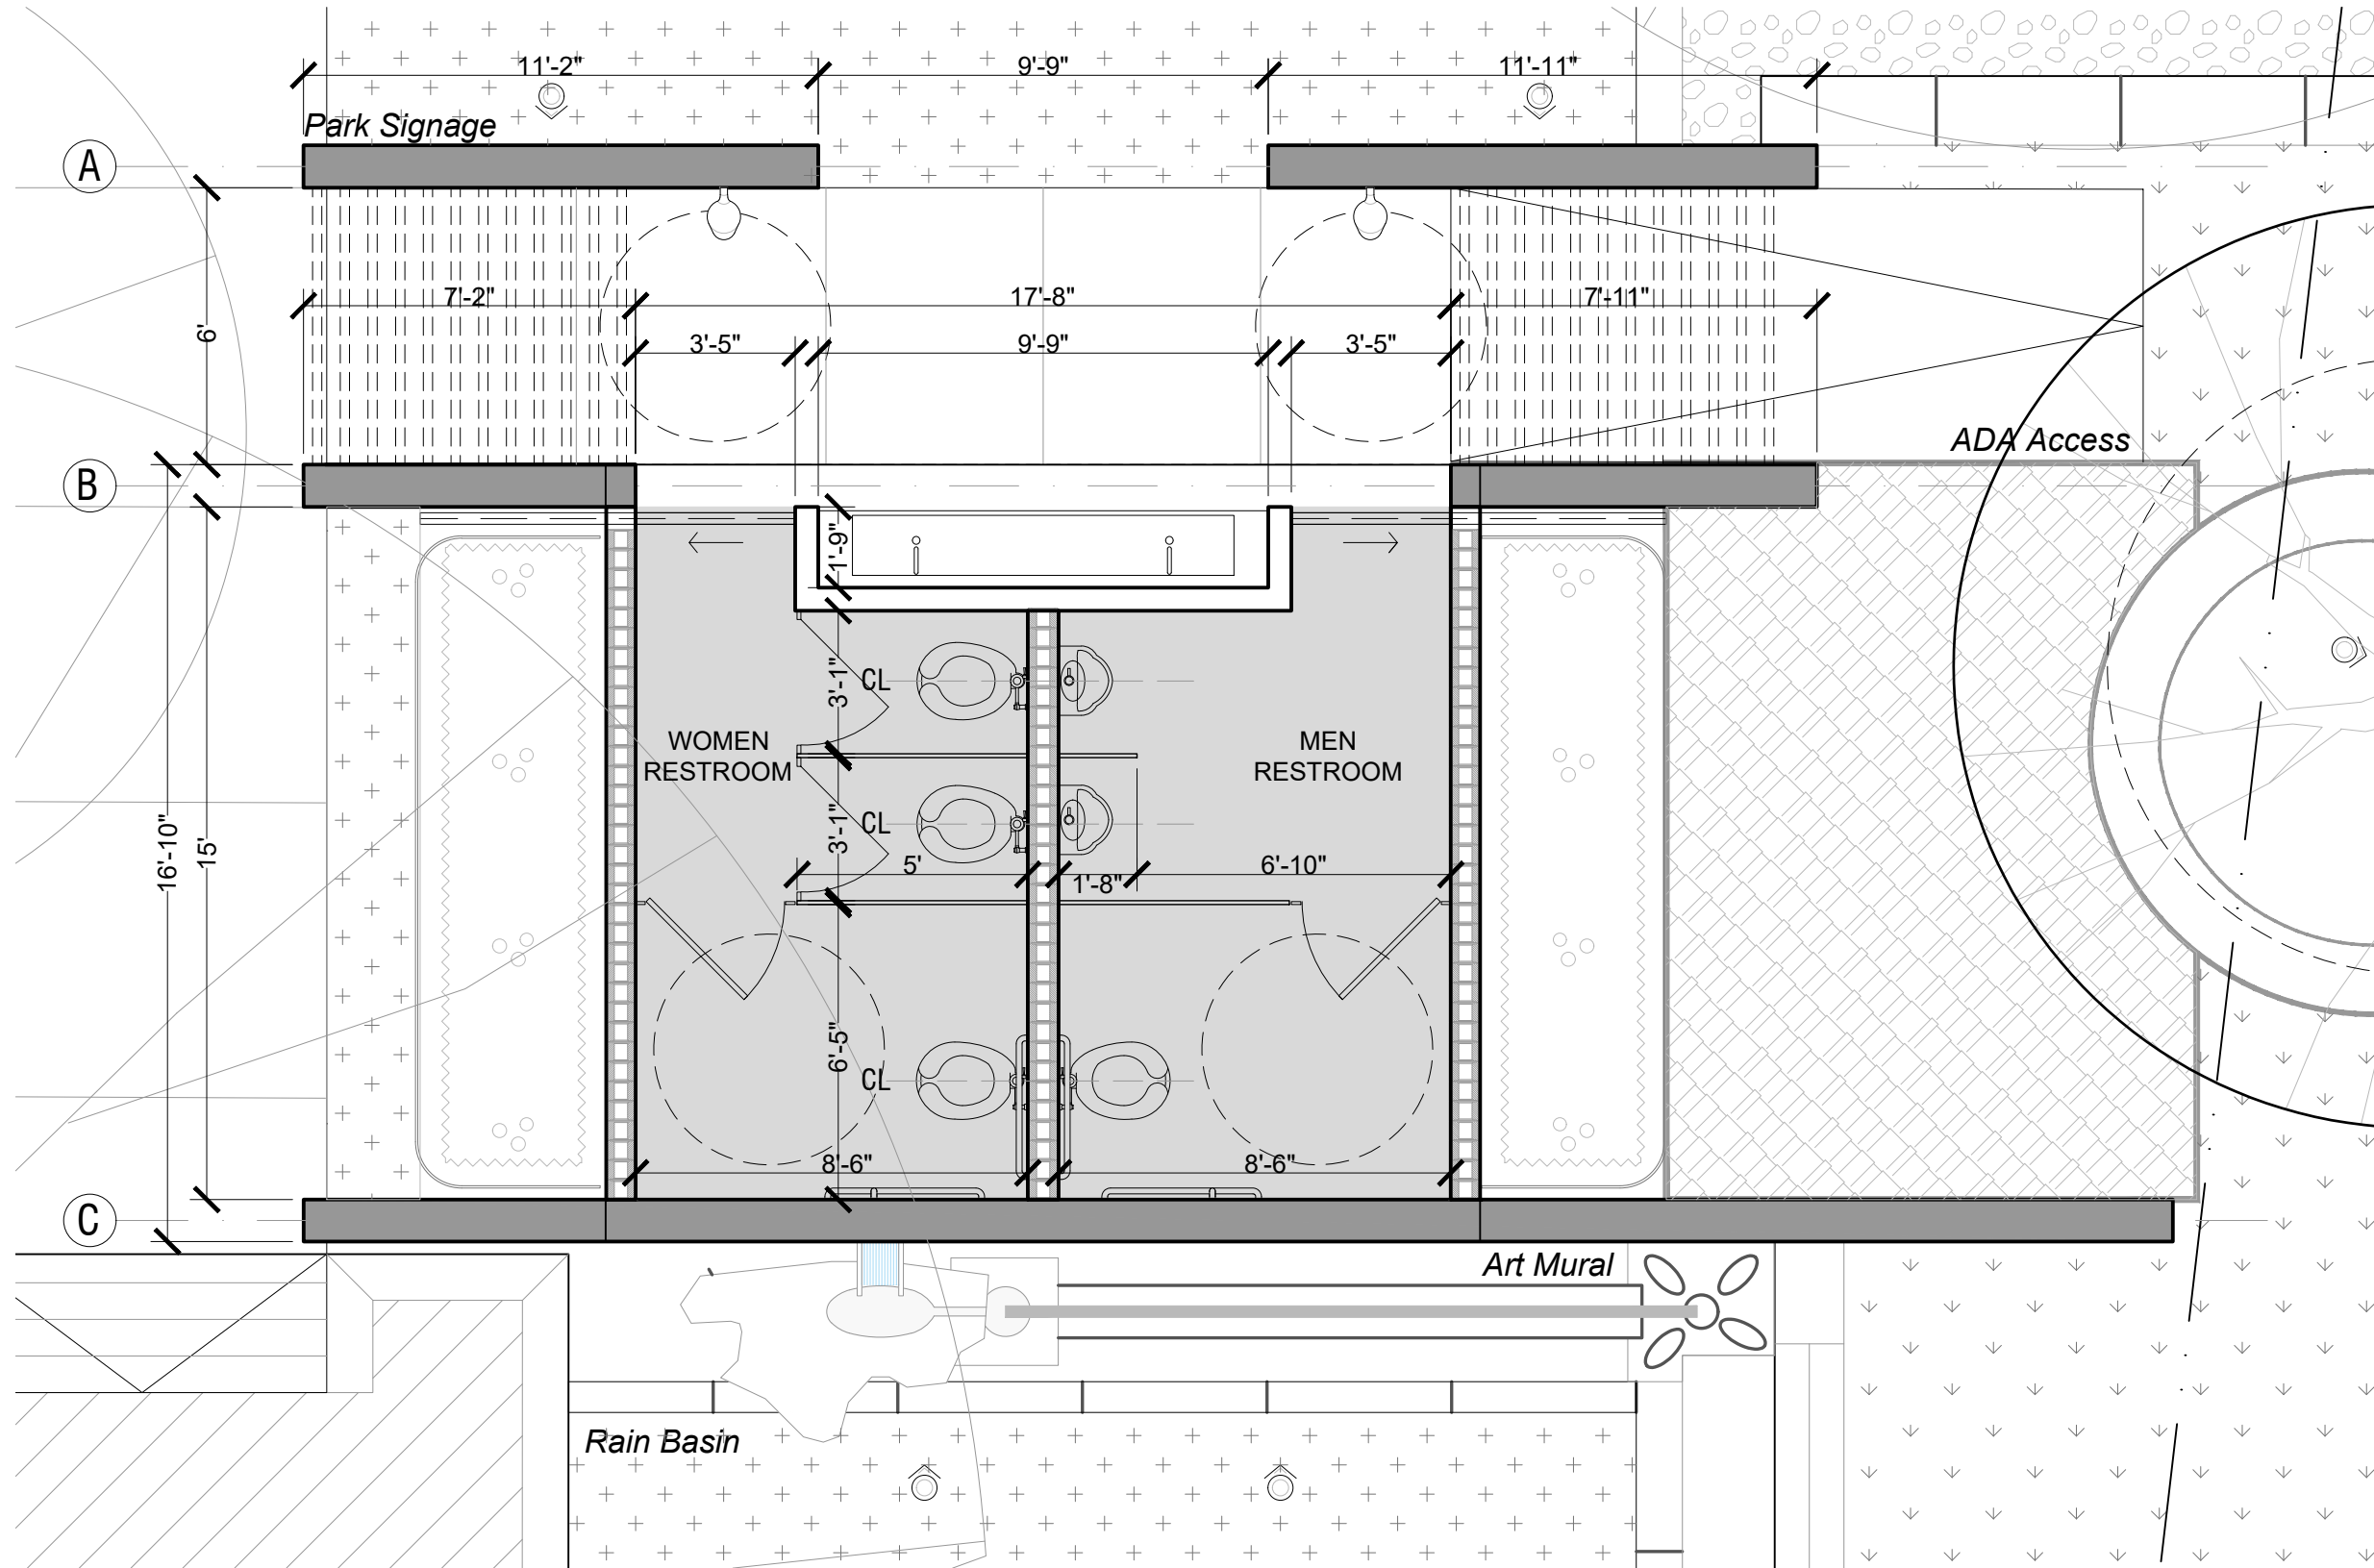 11'-2" 9'-9" 11'-11"
Park Signage
A
7'-2" 17'-8" 7'-11"
6'
3'-5" 9'-9" 3'-5"
ADA Access
B
1'-9"
3'-1" CL
WOMEN
RESTROOM
MEN
RESTROOM
3'-1" CL
16'-10" 15'
5' 1'-8" 6'-10"
6'-5" CL
8'-6" 8'-6"
C
Art Mural
Rain Basin